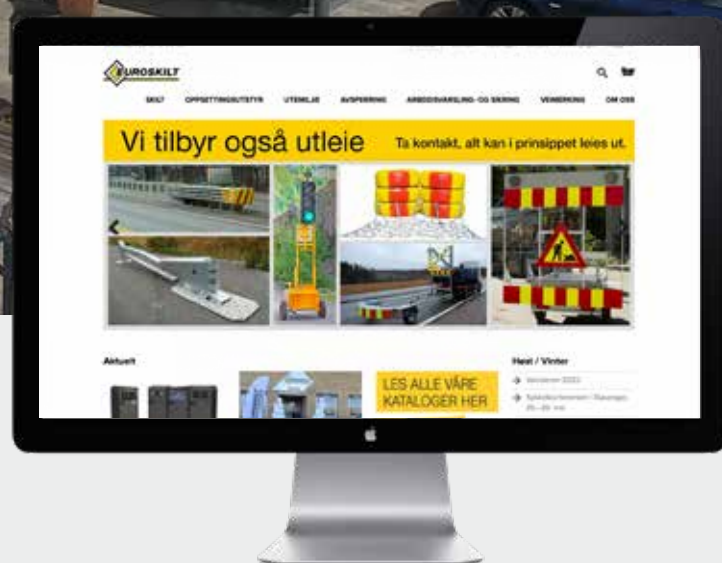 EUROSKILT
SKILT OPPSETTINGSUTSTYR UTEMILJØ AVSPERRING ARBEIDSVARSLING- OG SIKRING VEIMERKING OM OSS
Vi tilbyr også utleie
Ta kontakt, alt kan i prinsippet leies ut.
Aktuelt
LES ALLE VÅRE
KATALOGER HER
Høst / Vinter